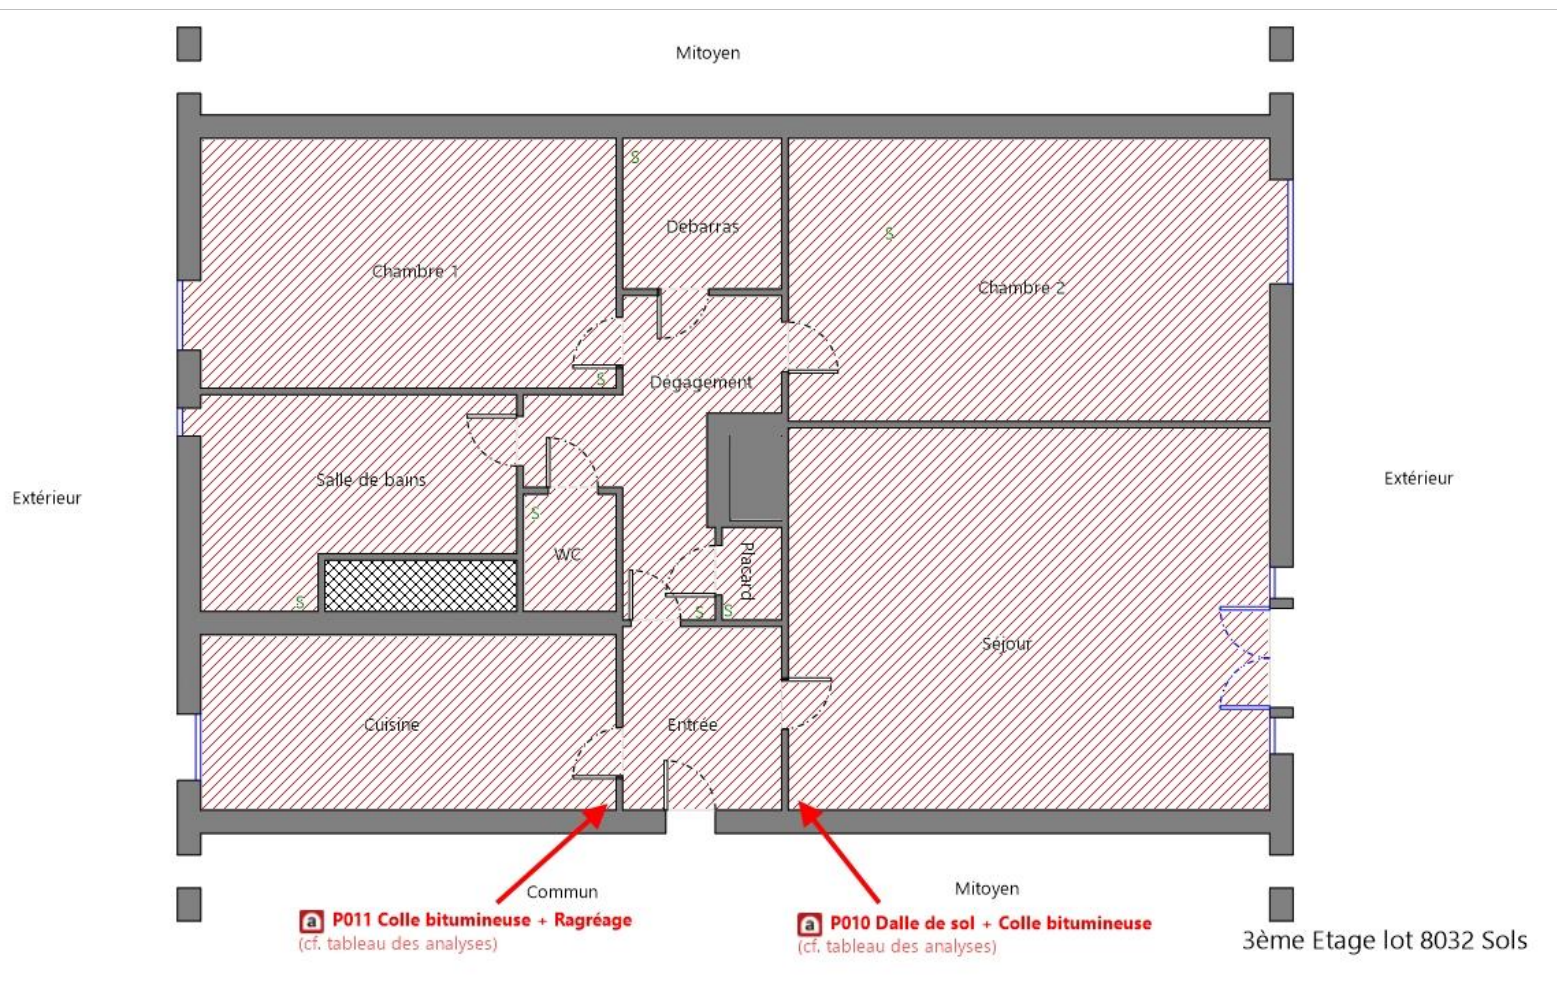 Mitoyen
S
Debarras
S
Chambre 1
Chambre 2
S
Dégagement
Salle de bains
Extérieur
Extérieur
S
WC
Placard
S
S
S
Séjour
Cuisine
Entrée
Commun
Mitoyen
a P011 Colle bitumineuse + Ragréage
(cf. tableau des analyses)
a P010 Dalle de sol + Colle bitumineuse
(cf. tableau des analyses)
3ème Etage lot 8032 Sols